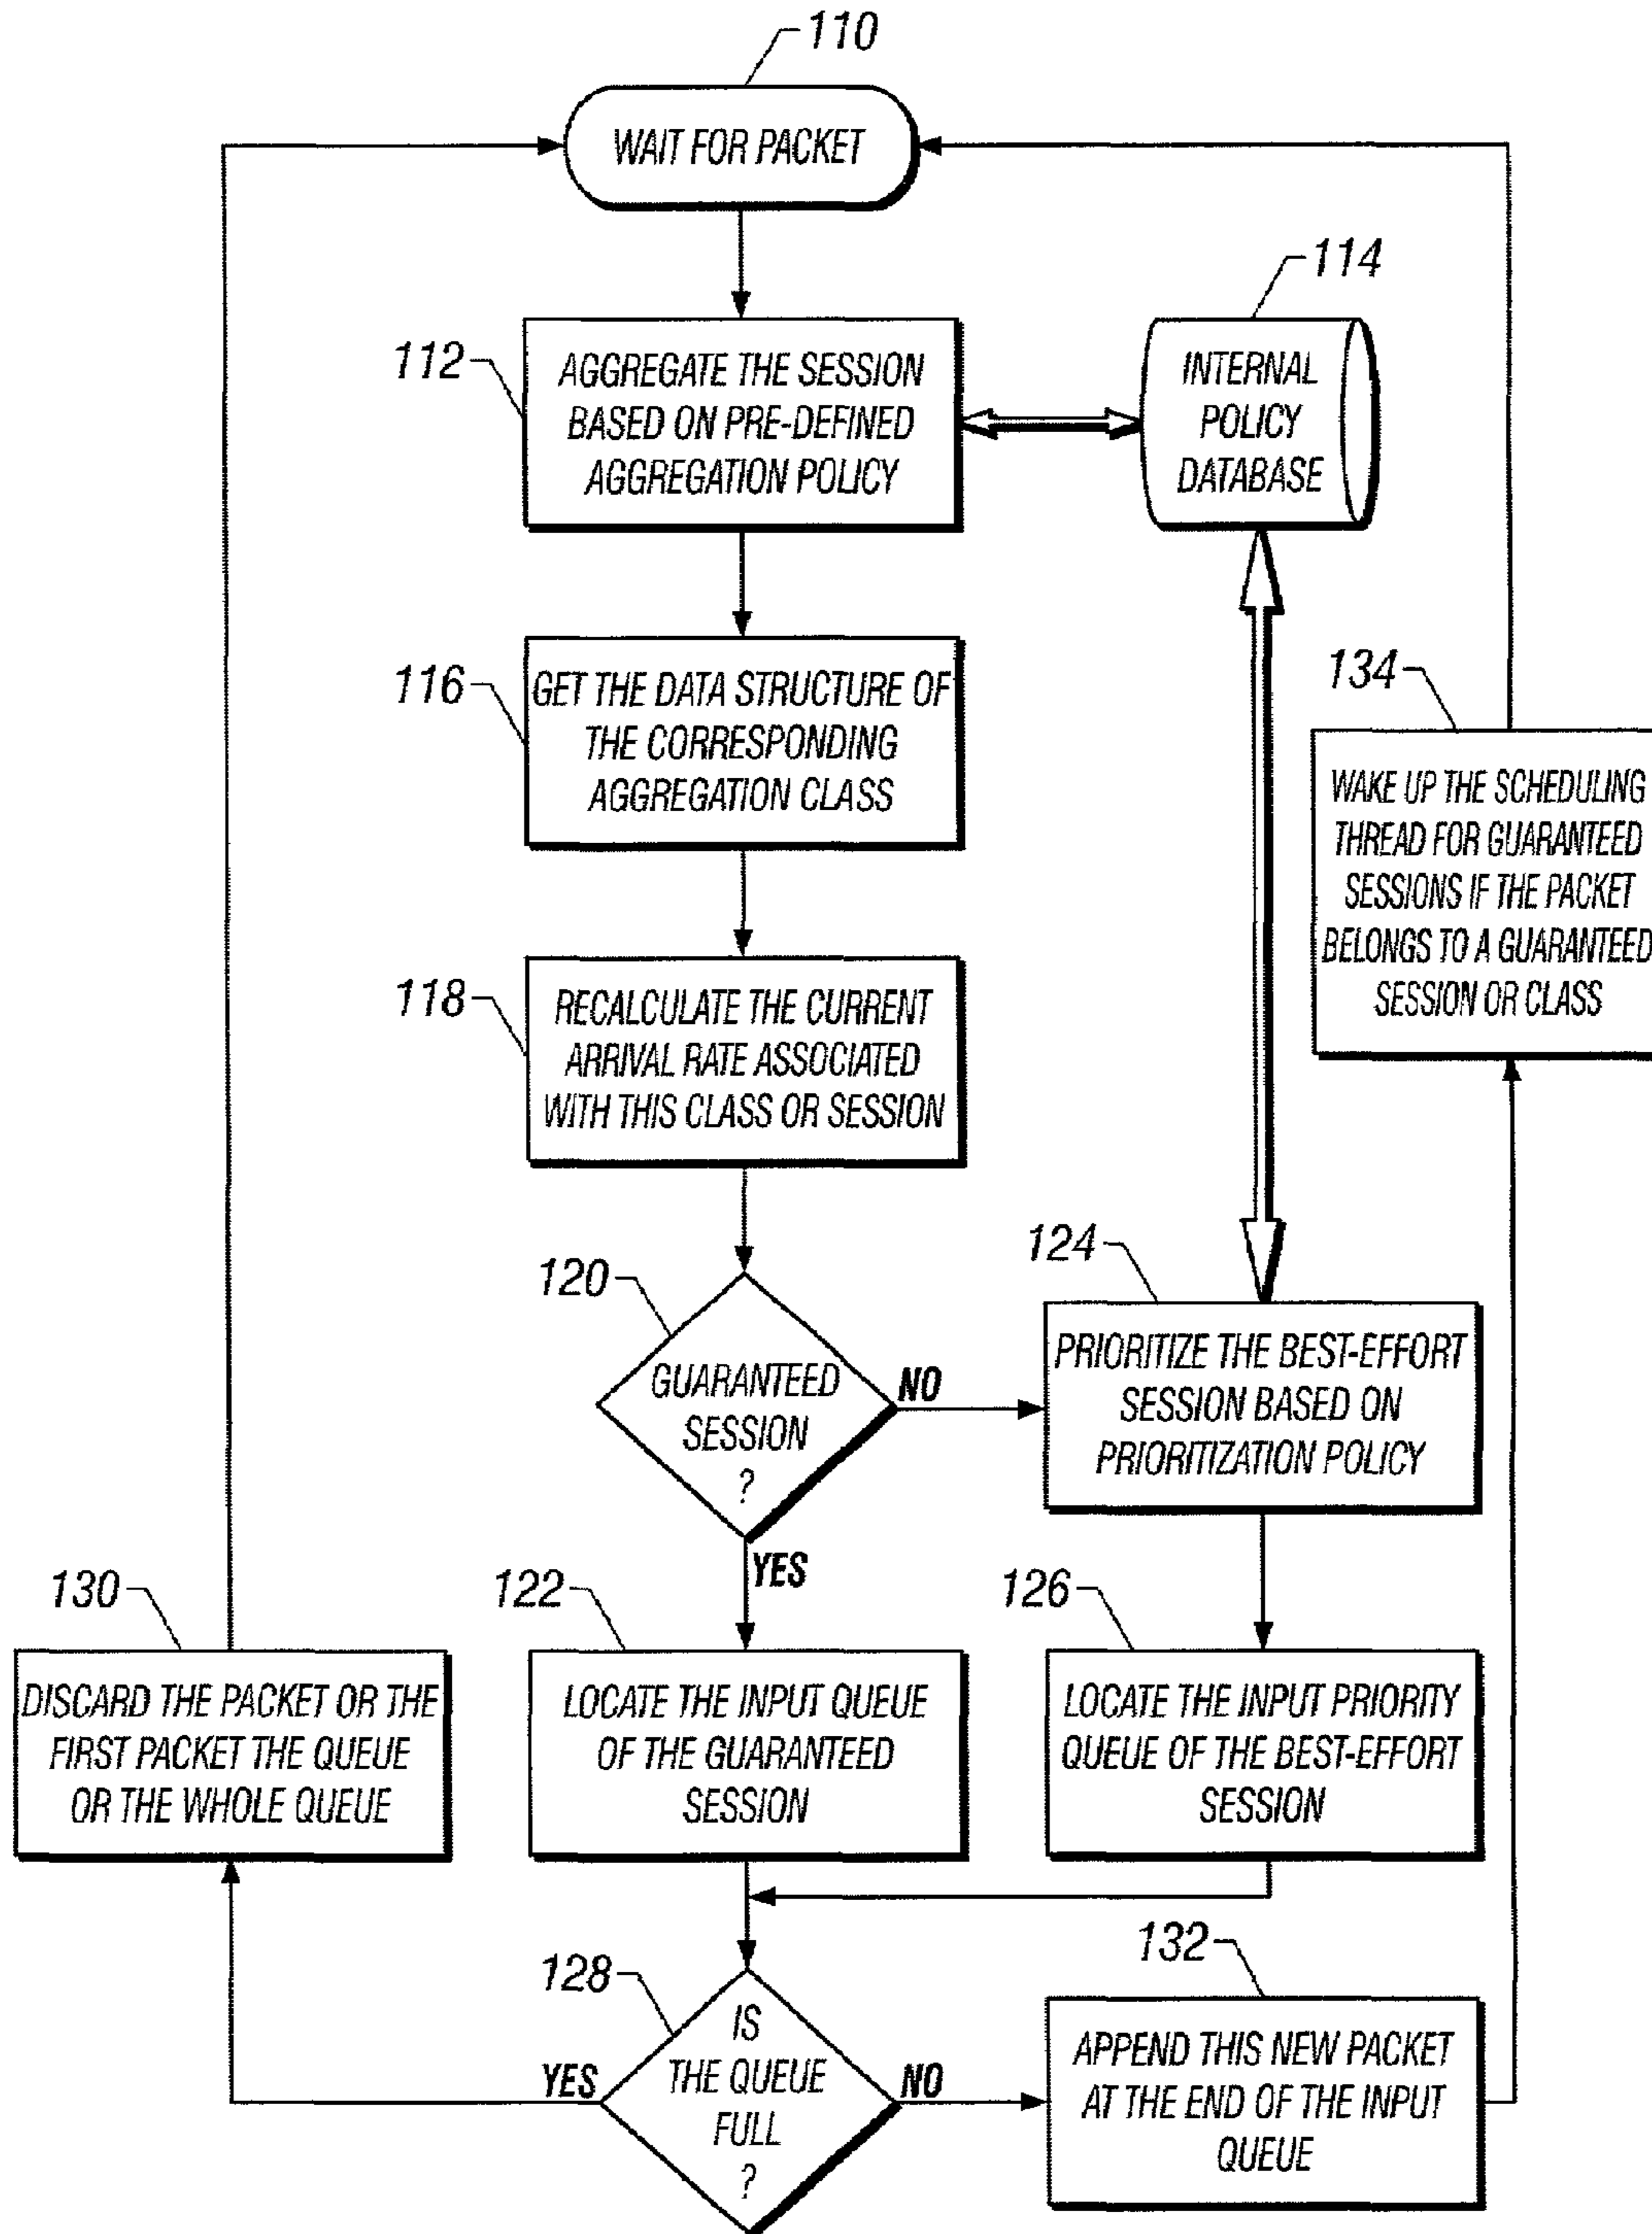 110
WAIT FOR PACKET
114
112
AGGREGATE THE SESSION
BASED ON PRE-DEFINED
AGGREGATION POLICY
INTERNAL
POLICY
DATABASE
116
GET THE DATA STRUCTURE OF
THE CORRESPONDING
AGGREGATION CLASS
134
WAKE UP THE SCHEDULING
THREAD FOR GUARANTEED
SESSIONS IF THE PACKET
BELONGS TO A GUARANTEED
SESSION OR CLASS
118
RECALCULATE THE CURRENT
ARRIVAL RATE ASSOCIATED
WITH THIS CLASS OR SESSION
120
GUARANTEED
SESSION
?
NO
YES
124
PRIORITIZE THE BEST-EFFORT
SESSION BASED ON
PRIORITIZATION POLICY
130
DISCARD THE PACKET OR THE
FIRST PACKET THE QUEUE
OR THE WHOLE QUEUE
122
LOCATE THE INPUT QUEUE
OF THE GUARANTEED
SESSION
126
LOCATE THE INPUT PRIORITY
QUEUE OF THE BEST-EFFORT
SESSION
128
IS
THE QUEUE
FULL
?
YES
NO
132
APPEND THIS NEW PACKET
AT THE END OF THE INPUT
QUEUE